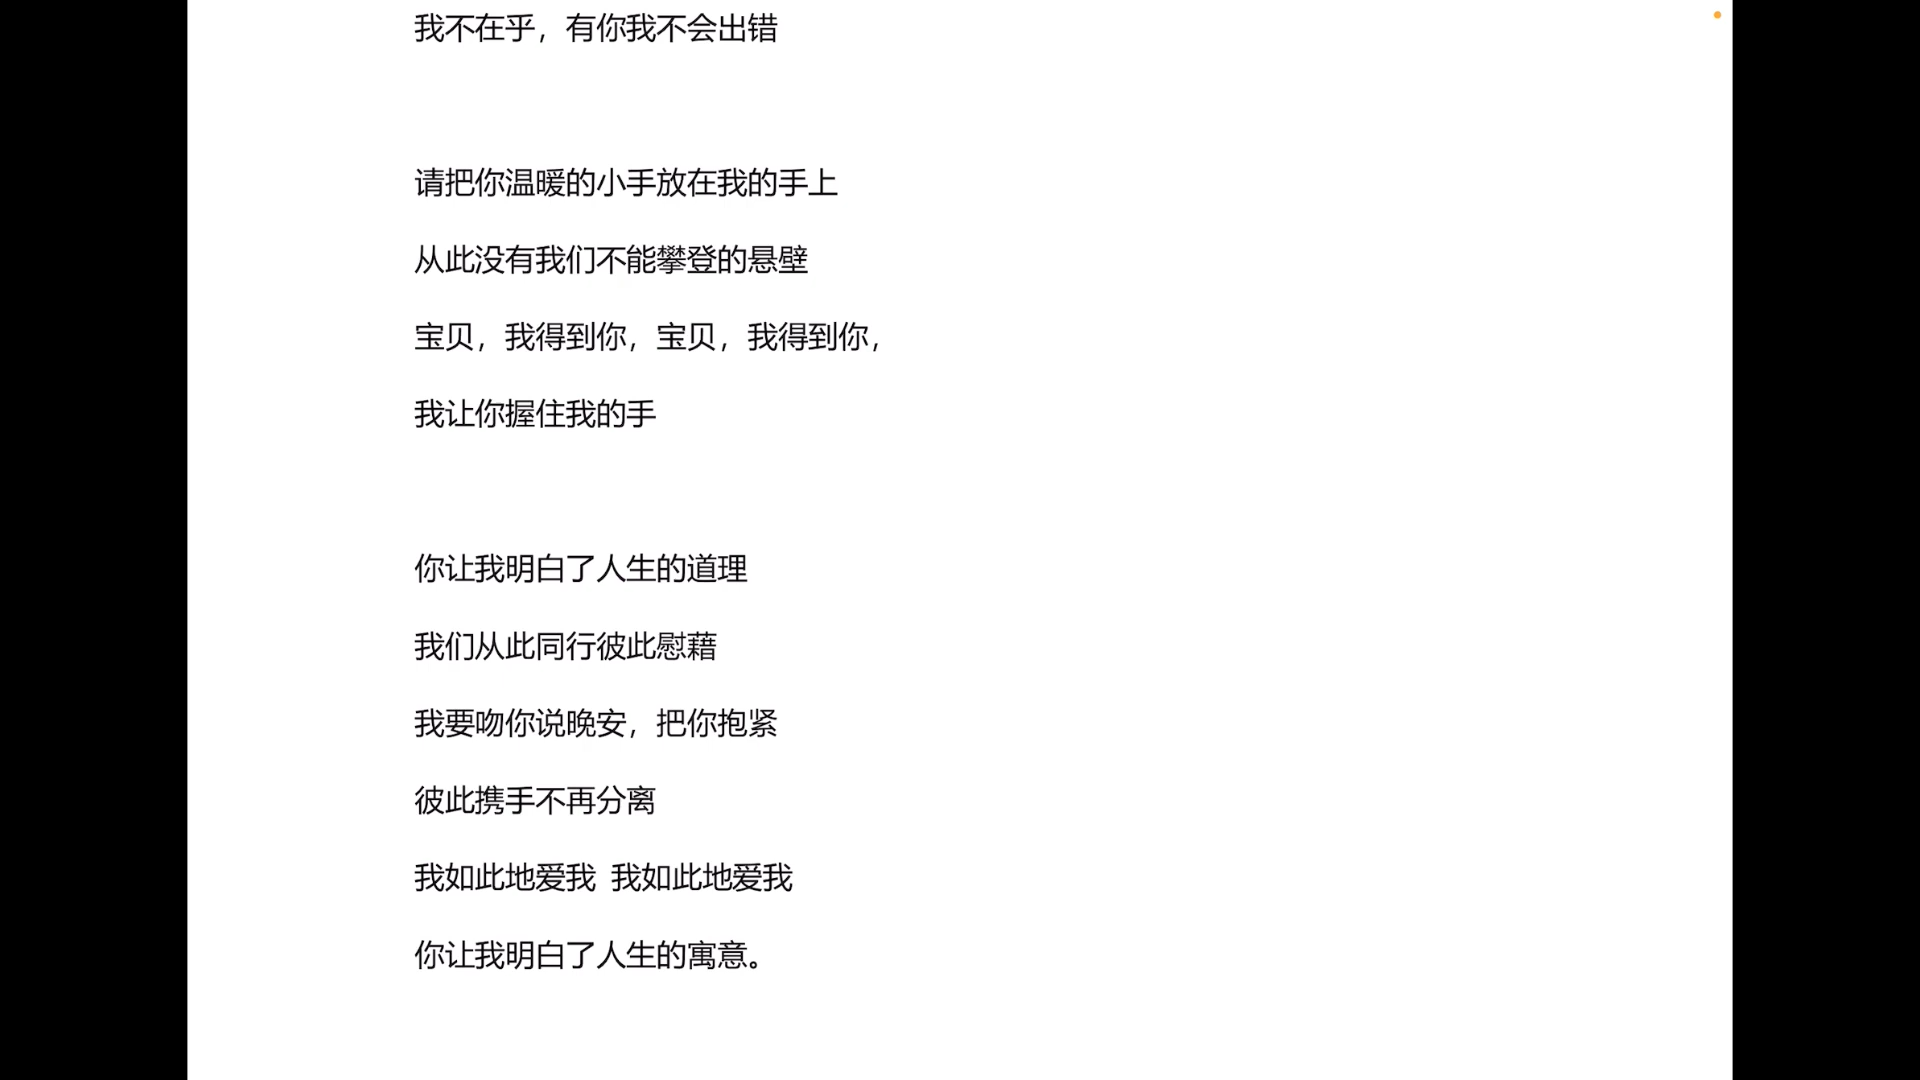 我不在乎，有你我不会出错
请把你温暖的小手放在我的手上
从此没有我们不能攀登的悬壁
宝贝，我得到你，宝贝，我得到你，
我让你握住我的手
你让我明白了人生的道理
我们从此同行彼此慰藉
我要吻你说晚安，把你抱紧
彼此携手不再分离
我如此地爱我 我如此地爱我
你让我明白了人生的寓意。